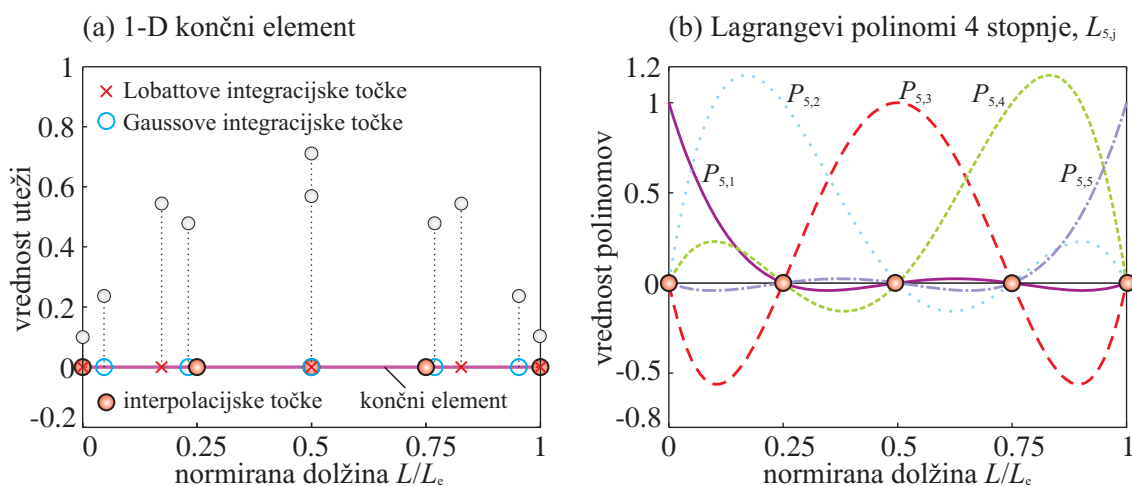 (a) 1-D končni element
1
0.8
0.6
0.4
0.2
0
-0.2
vrednost uteži
Lobattove integracijske točke
Gaussove integracijske točke
interpolacijske točke
končni element
0
0.25
0.5
0.75
1
normirana dolžina L/Lₑ
(b) Lagrangevi polinomi 4 stopnje, L₅,ⱼ
1.2
1
0.5
0
-0.5
-0.8
vrednost polinomov
P₅,₁
P₅,₂
P₅,₃
P₅,₄
P₅,₅
0
0.25
0.5
0.75
1
normirana dolžina L/Lₑ